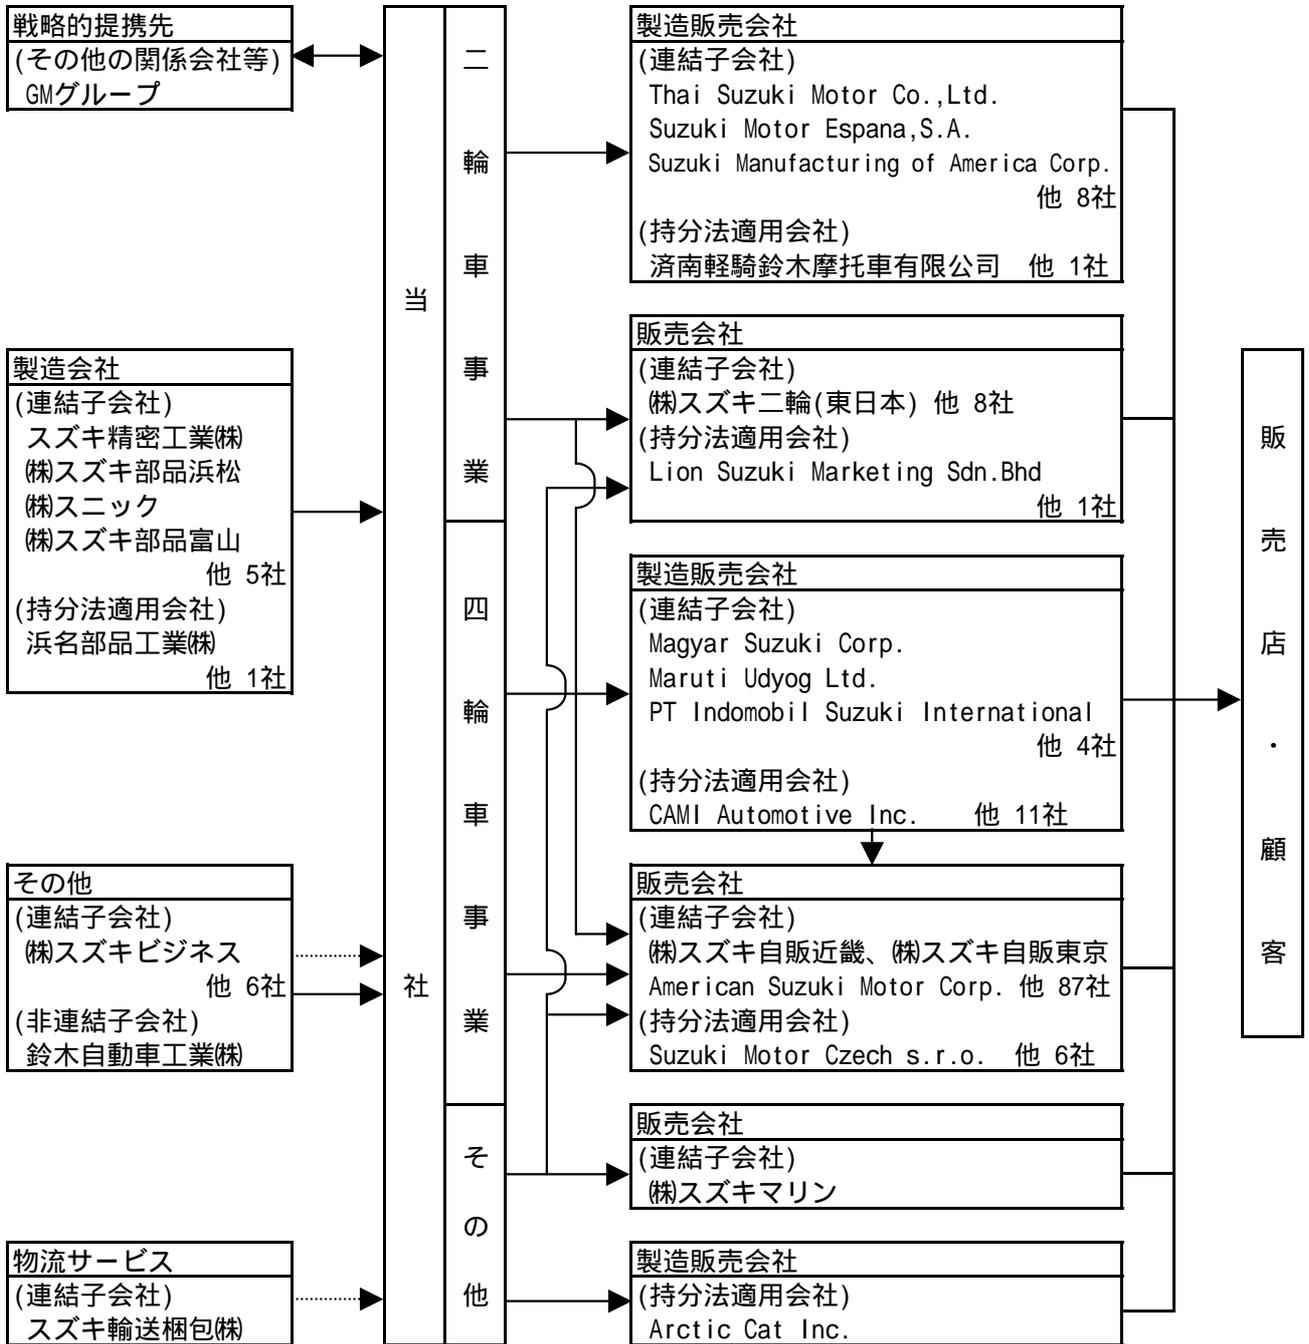 戦略的提携先
(その他の関係会社等)
GMグループ
製造会社
(連結子会社)
スズキ精密工業㈱
㈱スズキ部品浜松
㈱スニック
㈱スズキ部品富山
他 5社
(持分法適用会社)
浜名部品工業㈱
他 1社
その他
(連結子会社)
㈱スズキビジネス
他 6社
(非連結子会社)
鈴木自動車工業㈱
物流サービス
(連結子会社)
スズキ輸送梱包㈱
当社
二輪車事業
四輪車事業
その他
製造販売会社
(連結子会社)
Thai Suzuki Motor Co.,Ltd.
Suzuki Motor Espana,S.A.
Suzuki Manufacturing of America Corp.
他 8社
(持分法適用会社)
済南軽騎鈴木摩托車有限公司 他 1社
販売会社
(連結子会社)
㈱スズキ二輪(東日本) 他 8社
(持分法適用会社)
Lion Suzuki Marketing Sdn.Bhd
他 1社
製造販売会社
(連結子会社)
Magyar Suzuki Corp.
Maruti Udyog Ltd.
PT Indomobil Suzuki International
他 4社
(持分法適用会社)
CAMI Automotive Inc. 他 11社
販売会社
(連結子会社)
㈱スズキ自販近畿、㈱スズキ自販東京
American Suzuki Motor Corp. 他 87社
(持分法適用会社)
Suzuki Motor Czech s.r.o. 他 6社
販売会社
(連結子会社)
㈱スズキマリン
製造販売会社
(持分法適用会社)
Arctic Cat Inc.
販売店・顧客